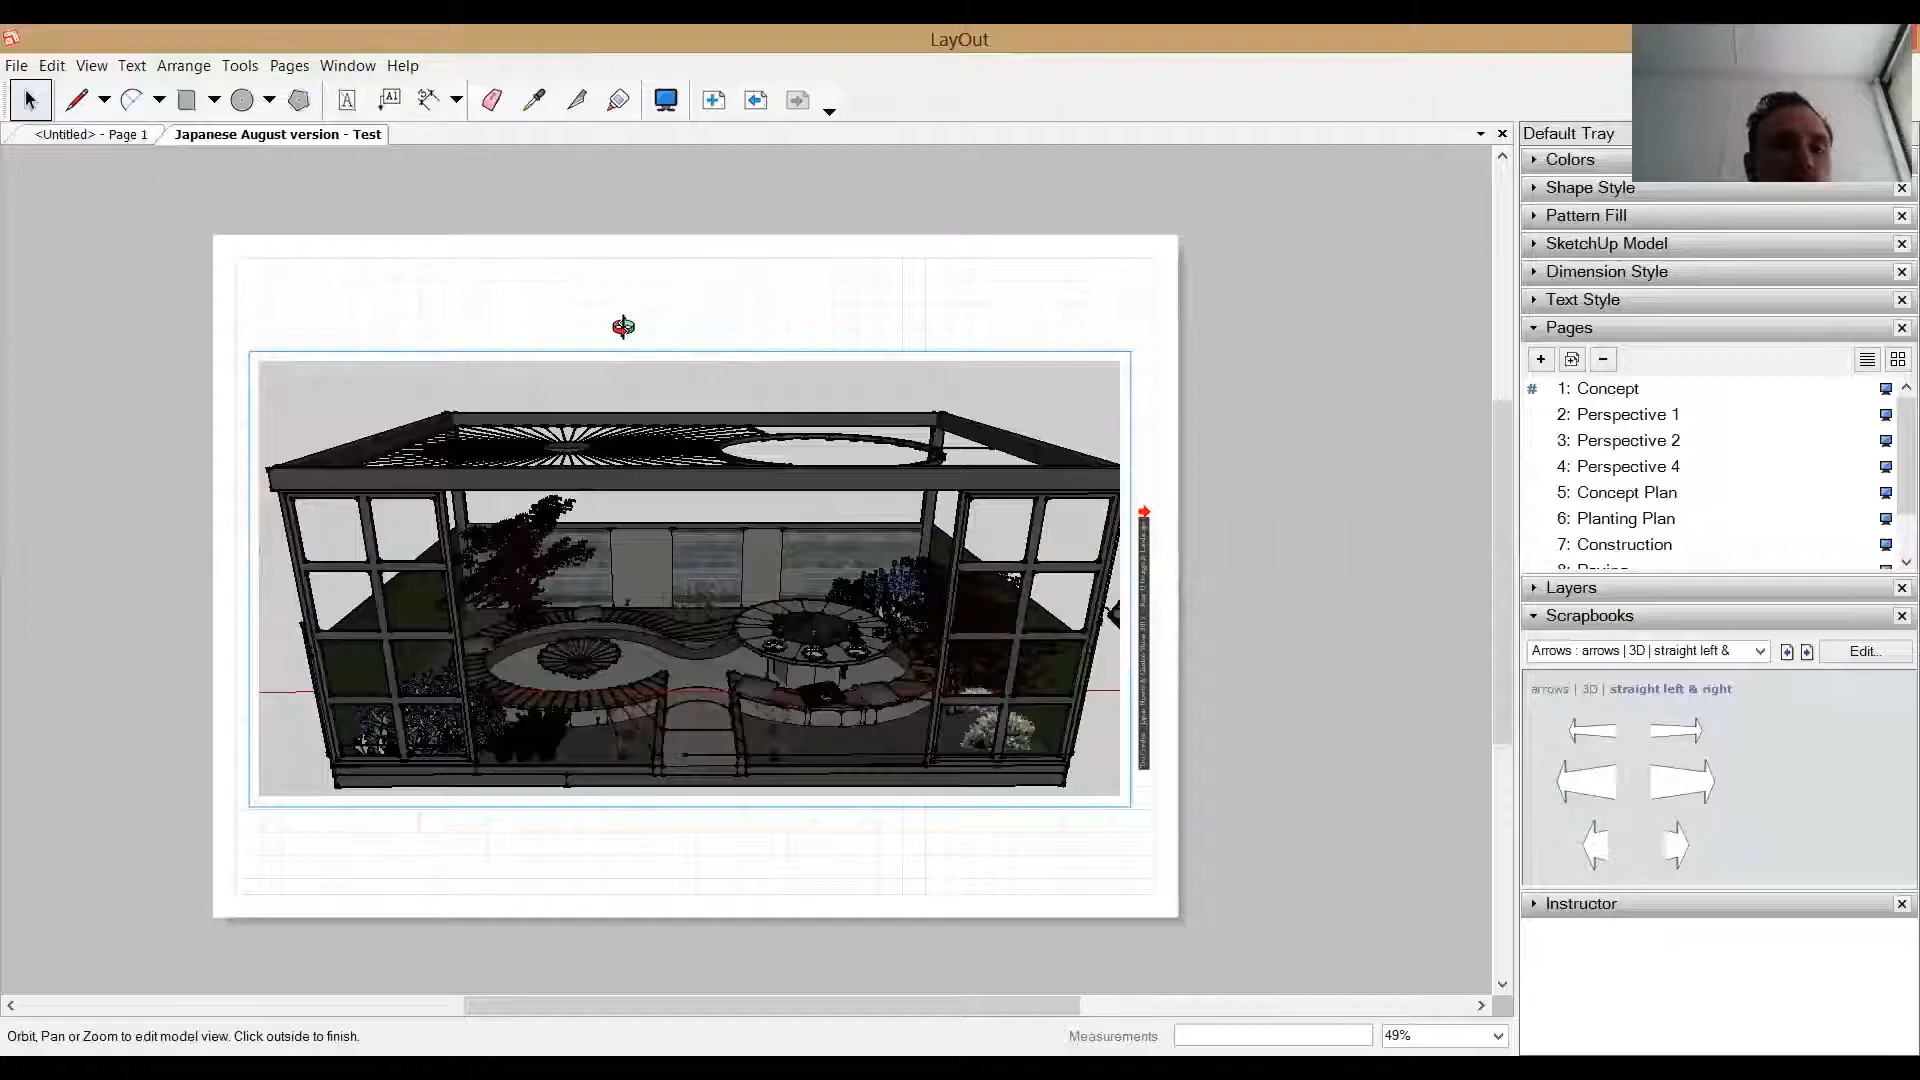 LayOut
File Edit View Text Arrange Tools Pages Window Help
<Untitled> - Page 1
Japanese August version - Test
Default Tray
Colors
Shape Style
Pattern Fill
SketchUp Model
Dimension Style
Text Style
Pages
# 1: Concept
2: Perspective 1
3: Perspective 2
4: Perspective 4
5: Concept Plan
6: Planting Plan
7: Construction
Layers
Scrapbooks
Arrows : arrows | 3D | straight left &
Edit...
arrows | 3D | straight left & right
Instructor
Orbit, Pan or Zoom to edit model view. Click outside to finish.
Measurements
49%